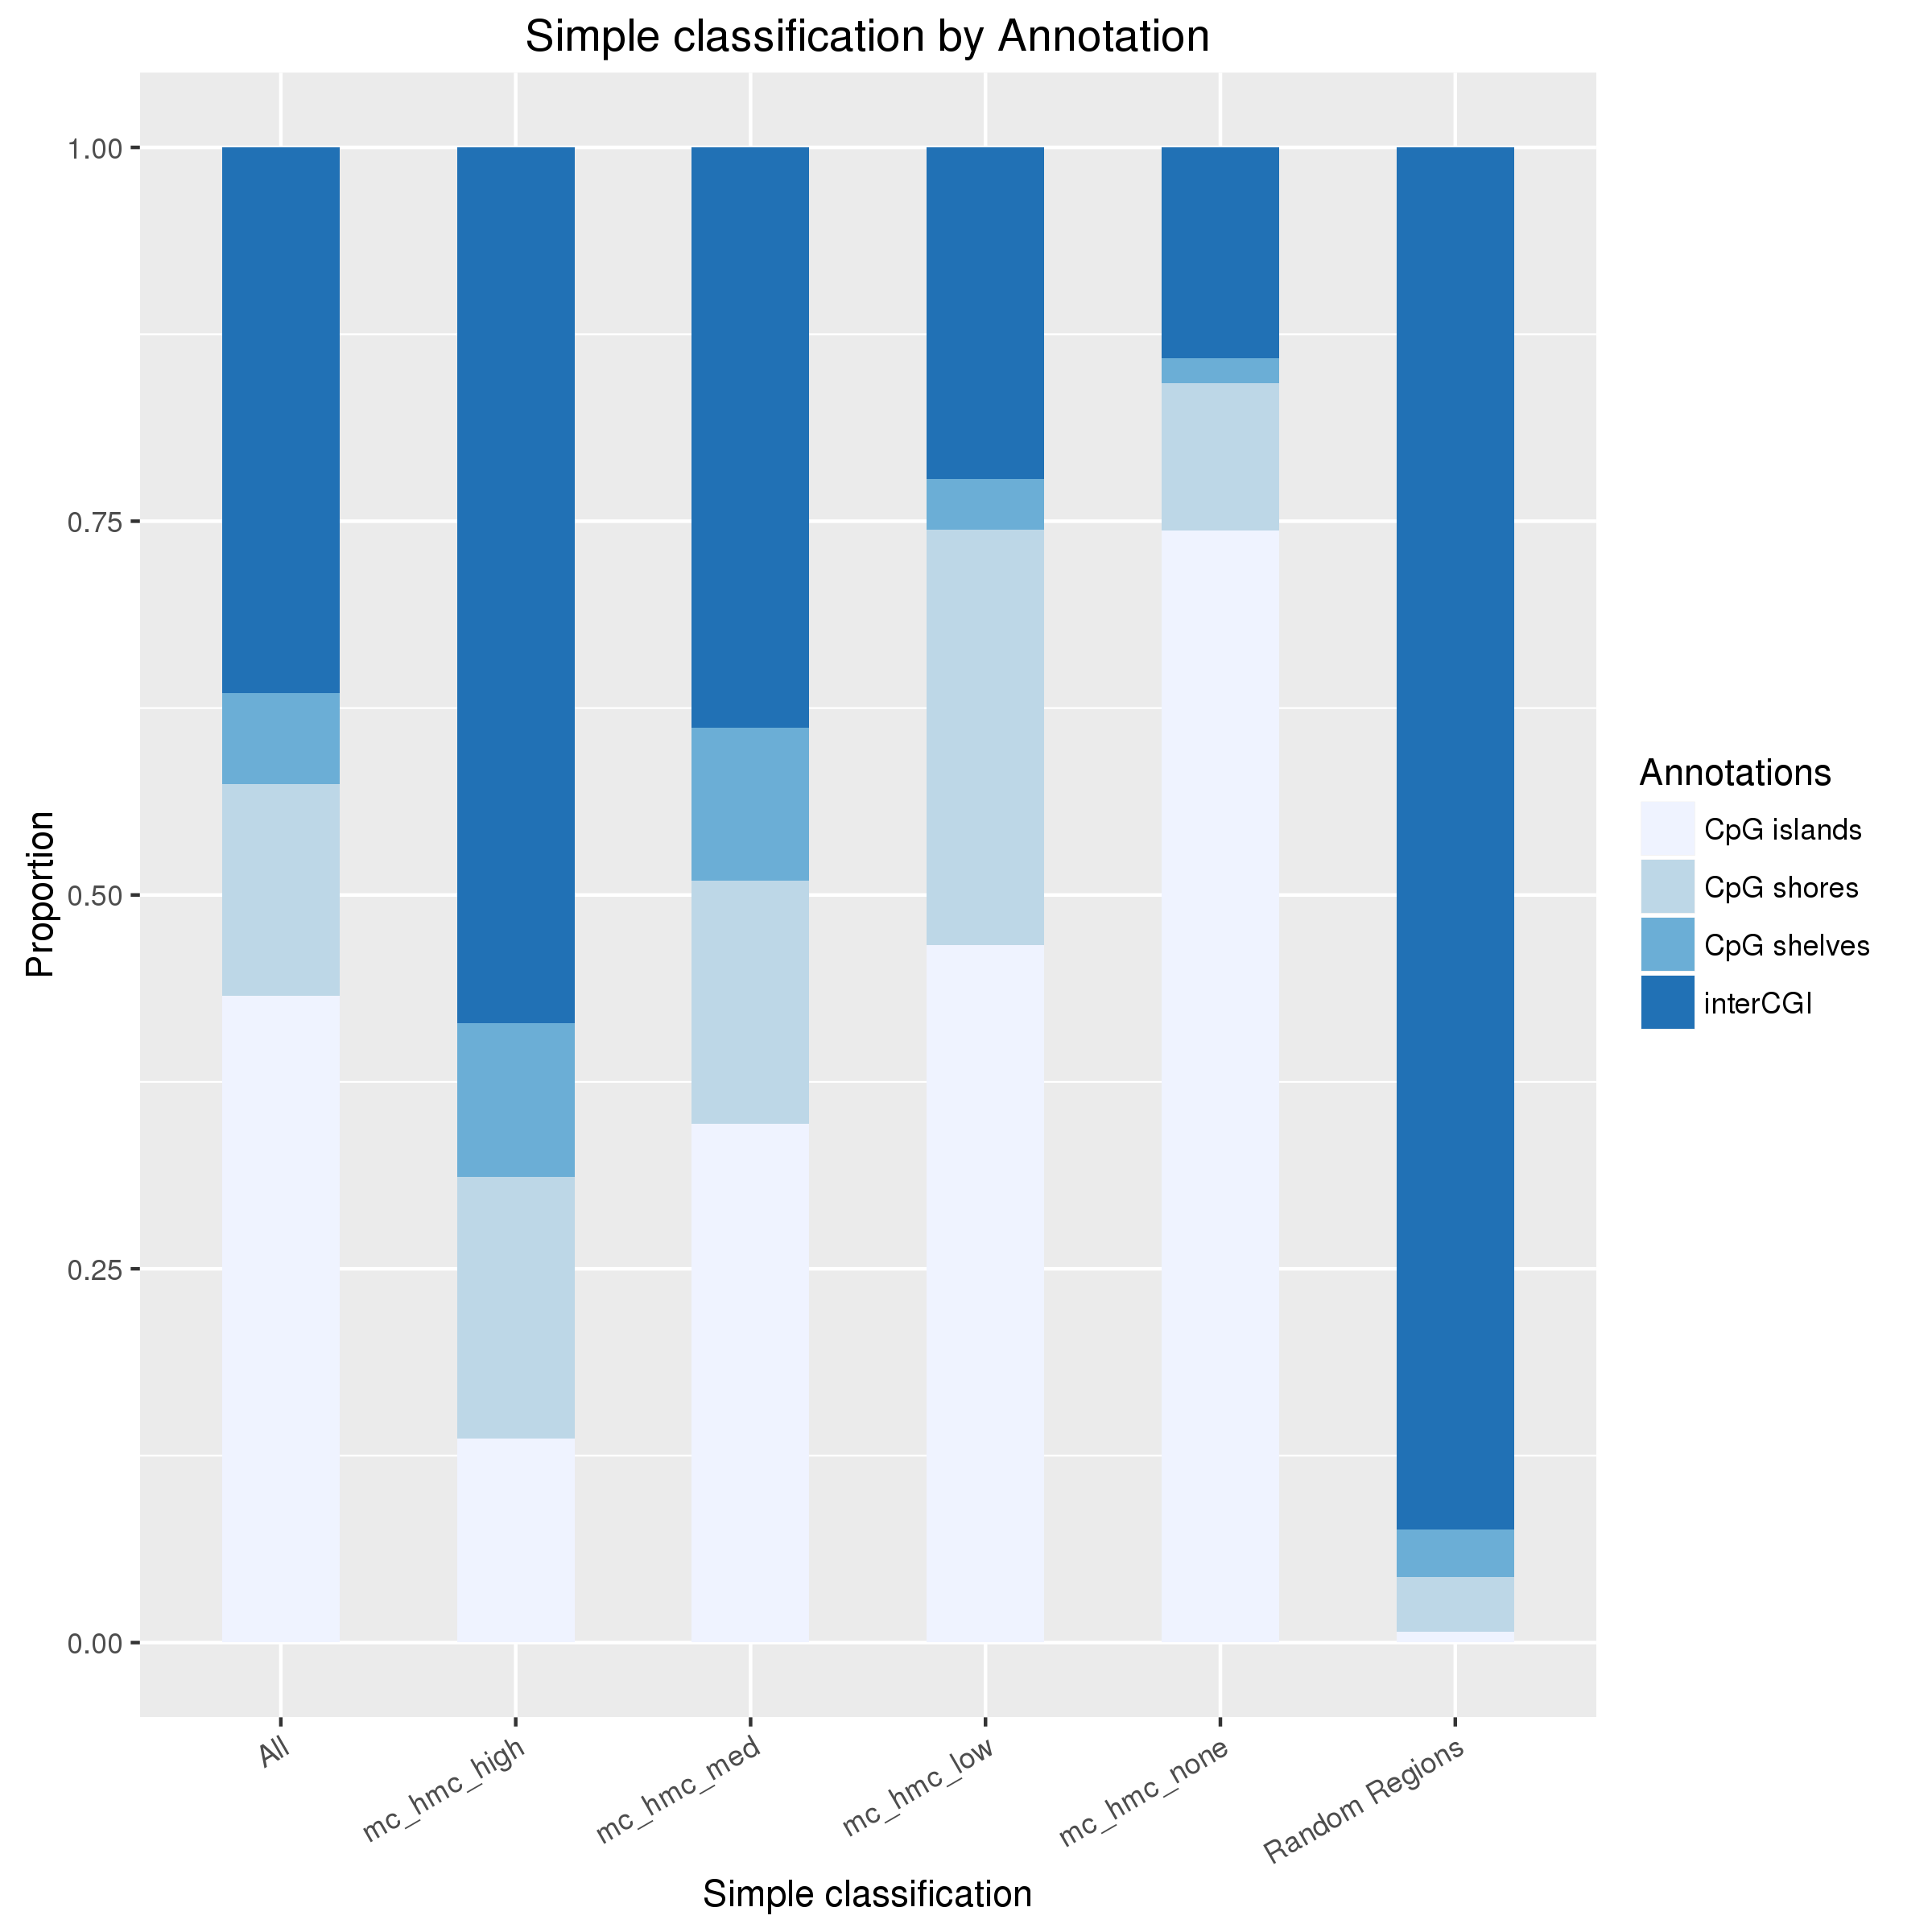 Simple classification by Annotation
Proportion
1.00
0.75
0.50
0.25
0.00
All
mc_hmc_high
mc_hmc_med
mc_hmc_low
mc_hmc_none
Random Regions
Simple classification
Annotations
CpG islands
CpG shores
CpG shelves
interCGI